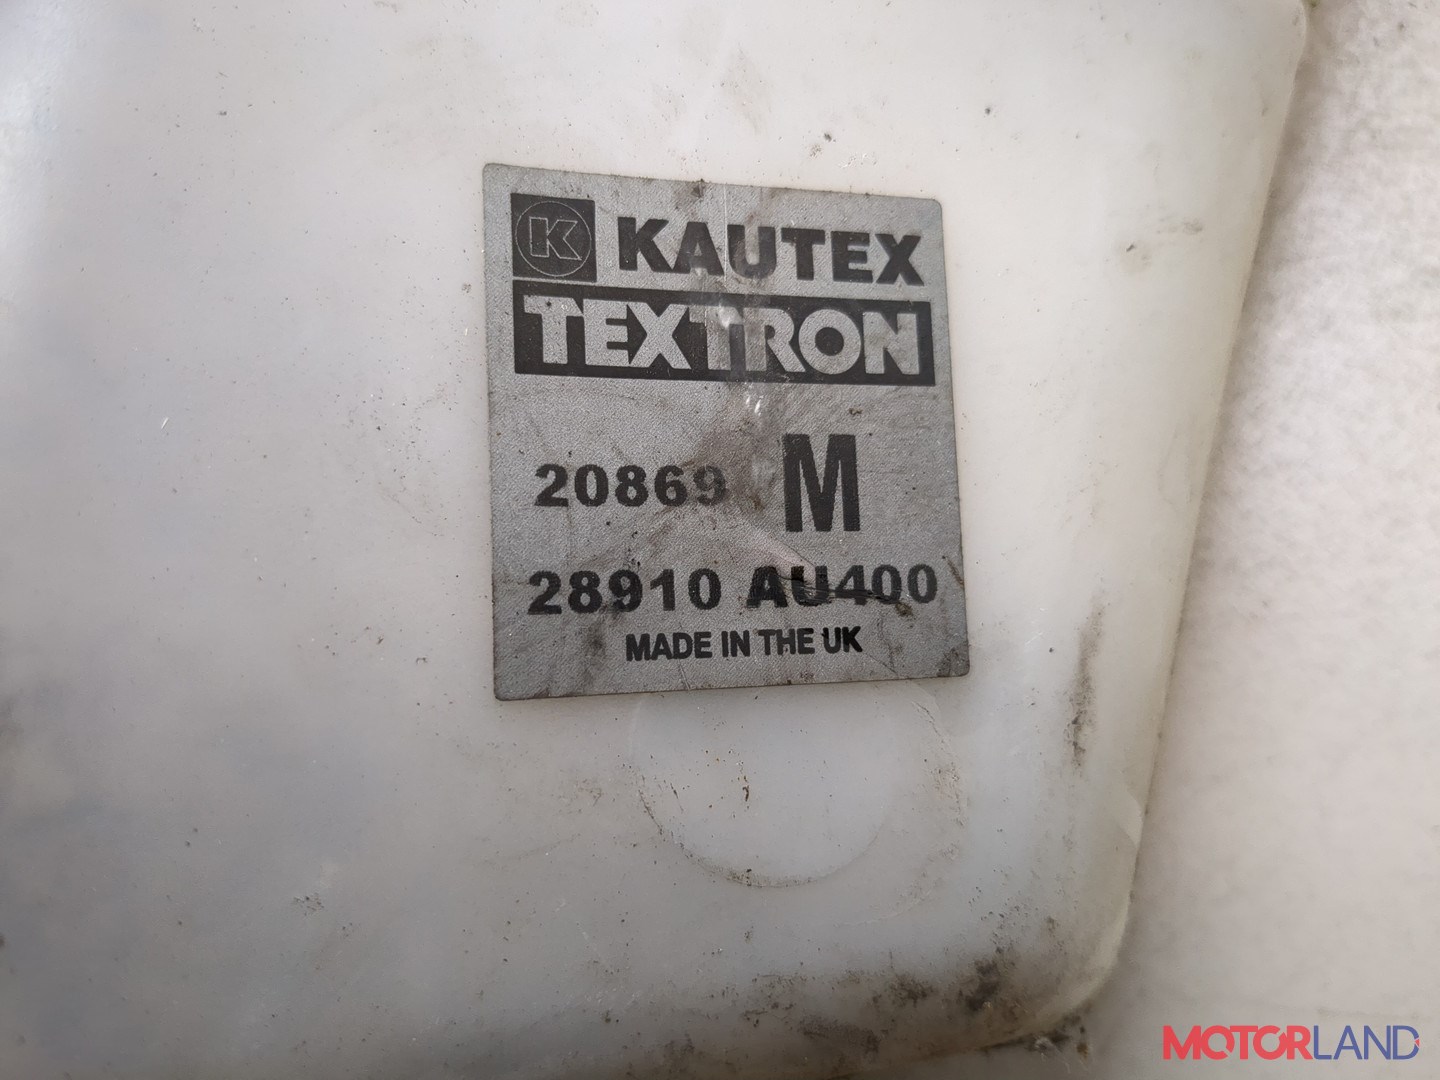 K KAUTEX
TEXTRON
20869 M
28910 AU400
MADE IN THE UK
MOTORLAND